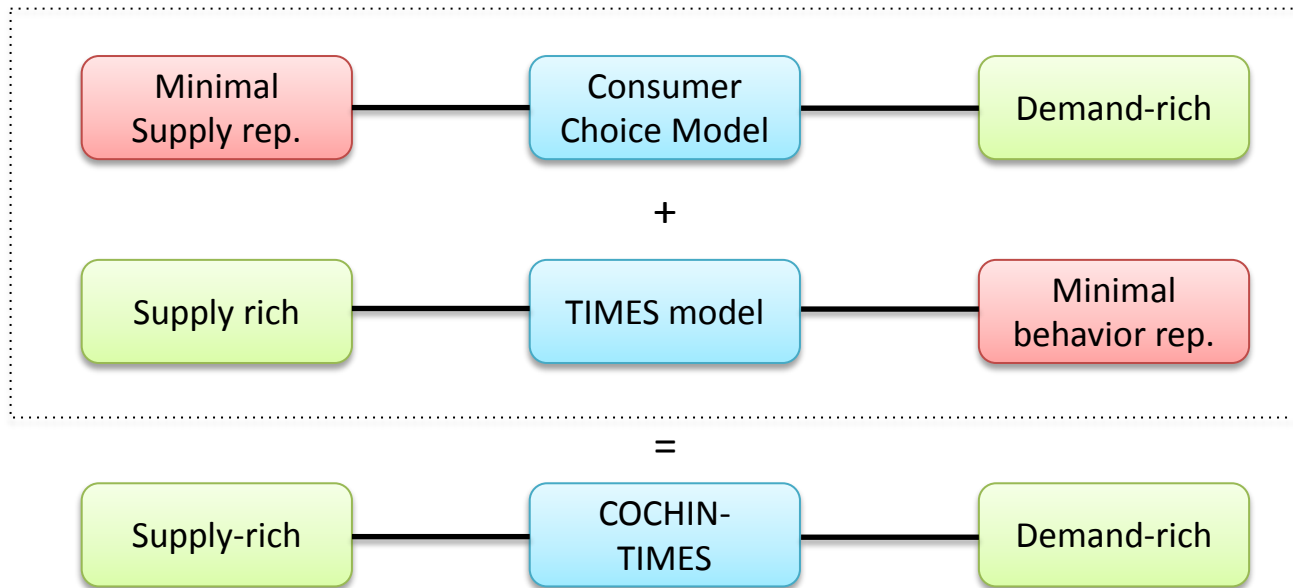 Minimal
Supply rep.
Consumer
Choice Model
Demand-rich
+
Supply rich
TIMES model
Minimal
behavior rep.
=
Supply-rich
COCHIN-
TIMES
Demand-rich